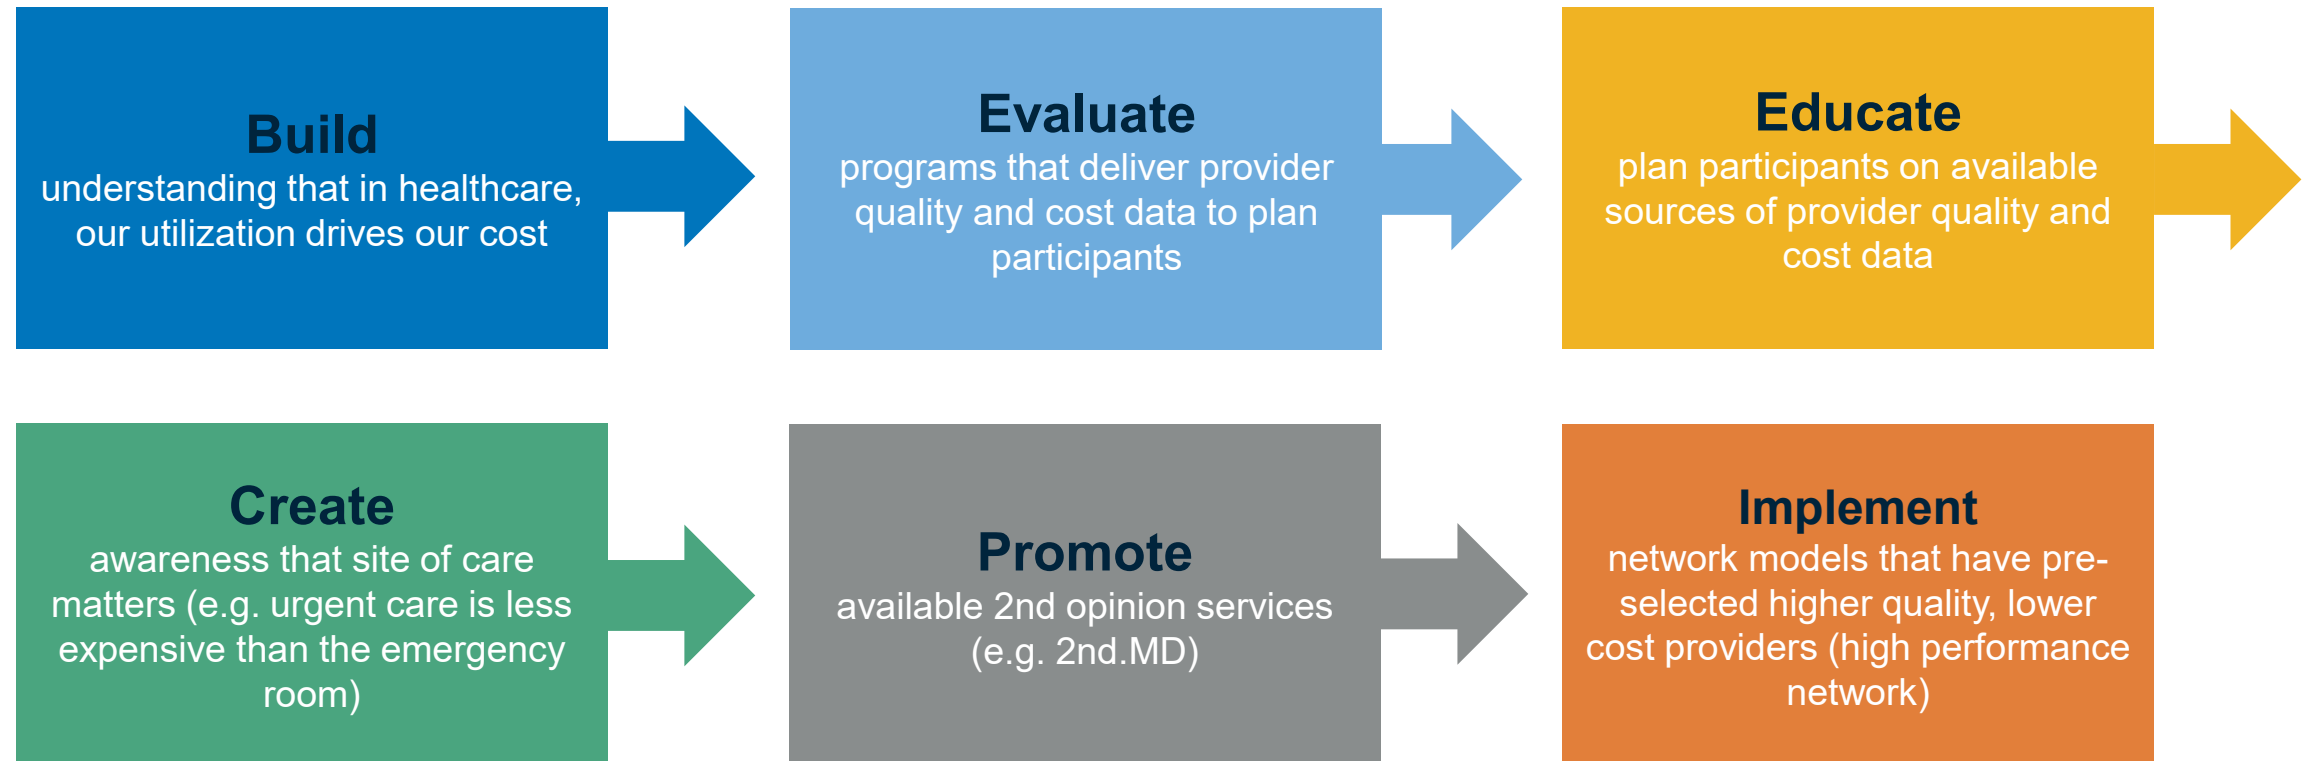 Build
understanding that in healthcare,
our utilization drives our cost
Evaluate
programs that deliver provider
quality and cost data to plan
participants
Educate
plan participants on available
sources of provider quality and
cost data
Create
awareness that site of care
matters (e.g. urgent care is less
expensive than the emergency
room)
Promote
available 2nd opinion services
(e.g. 2nd.MD)
Implement
network models that have pre-
selected higher quality, lower
cost providers (high performance
network)